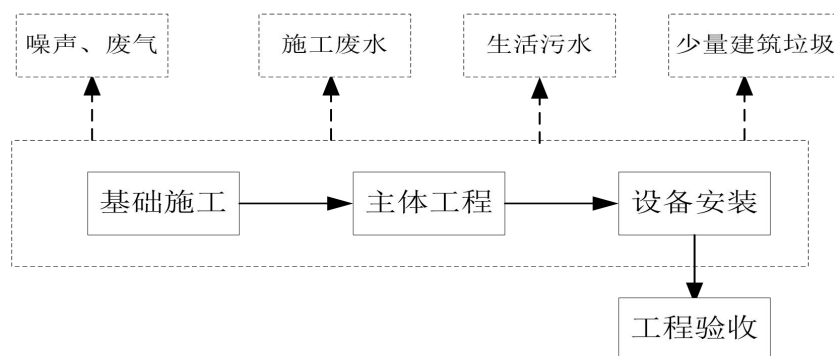 噪声、废气
施工废水
生活污水
少量建筑垃圾
基础施工
主体工程
设备安装
工程验收